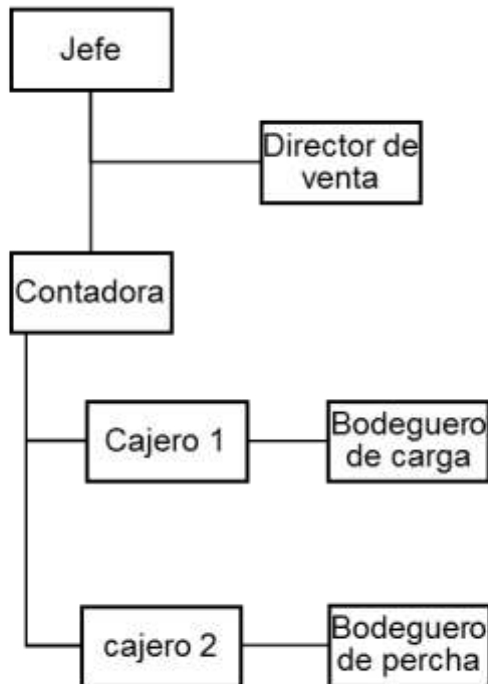 Jefe
Director de
venta
Contadora
Cajero 1
Bodeguero
de carga
cajero 2
Bodeguero
de percha